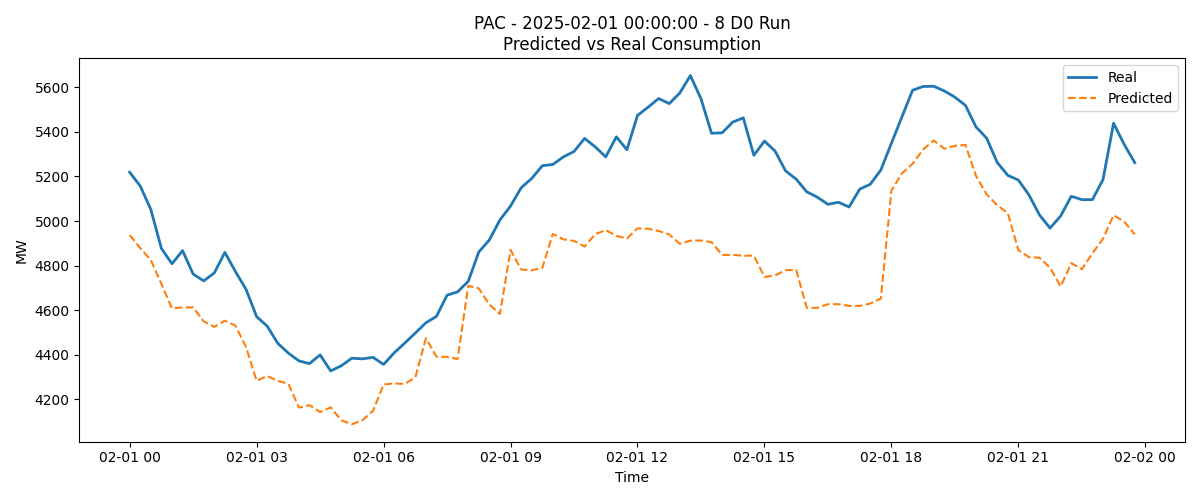 PAC - 2025-02-01 00:00:00 - 8 D0 Run
Predicted vs Real Consumption
Real
Predicted
MW
5600
5400
5200
5000
4800
4600
4400
4200
02-01 00
02-01 03
02-01 06
02-01 09
02-01 12
02-01 15
02-01 18
02-01 21
02-02 00
Time